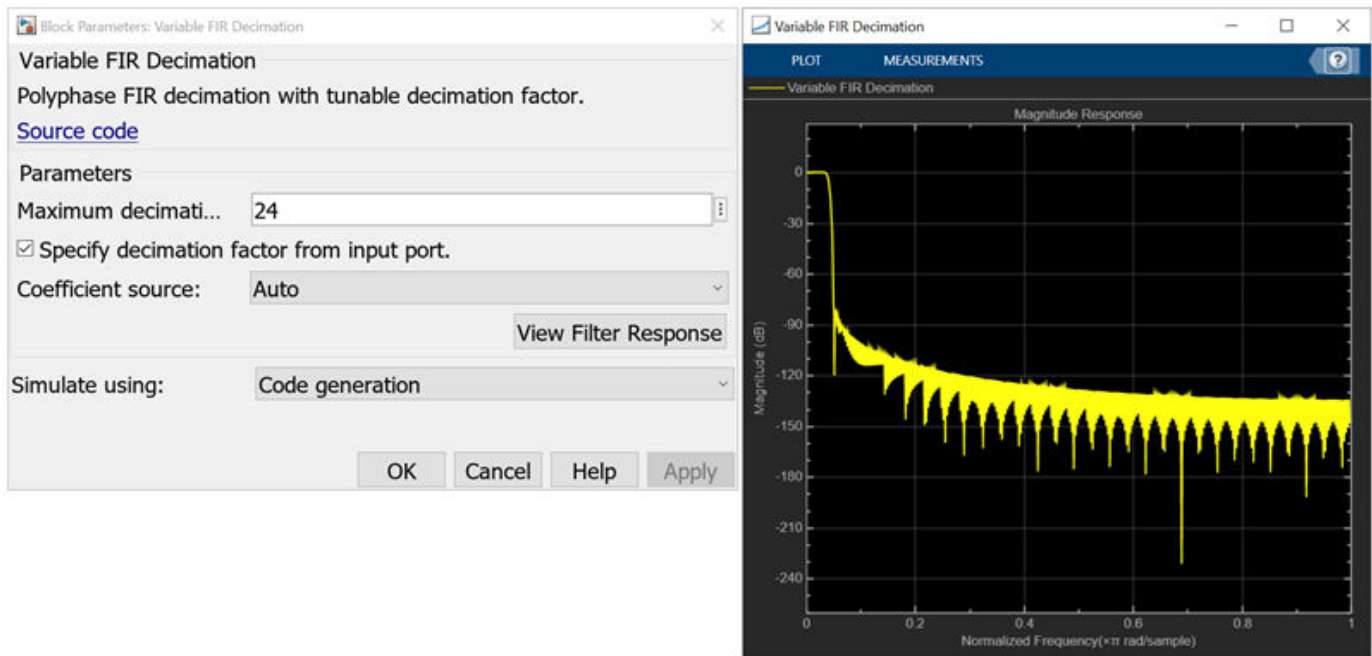 Block Parameters: Variable FIR Decimation
Variable FIR Decimation
Polyphase FIR decimation with tunable decimation factor.
Source code
Parameters
Maximum decimati... 24
Specify decimation factor from input port.
Coefficient source: Auto
View Filter Response
Simulate using: Code generation
OK Cancel Help Apply
Variable FIR Decimation
PLOT MEASUREMENTS ?
Variable FIR Decimation
Magnitude Response
0
-30
-60
-90
-120
-150
-180
-210
-240
Magnitude (dB)
0 0.2 0.4 0.6 0.8 1
Normalized Frequency(×π rad/sample)